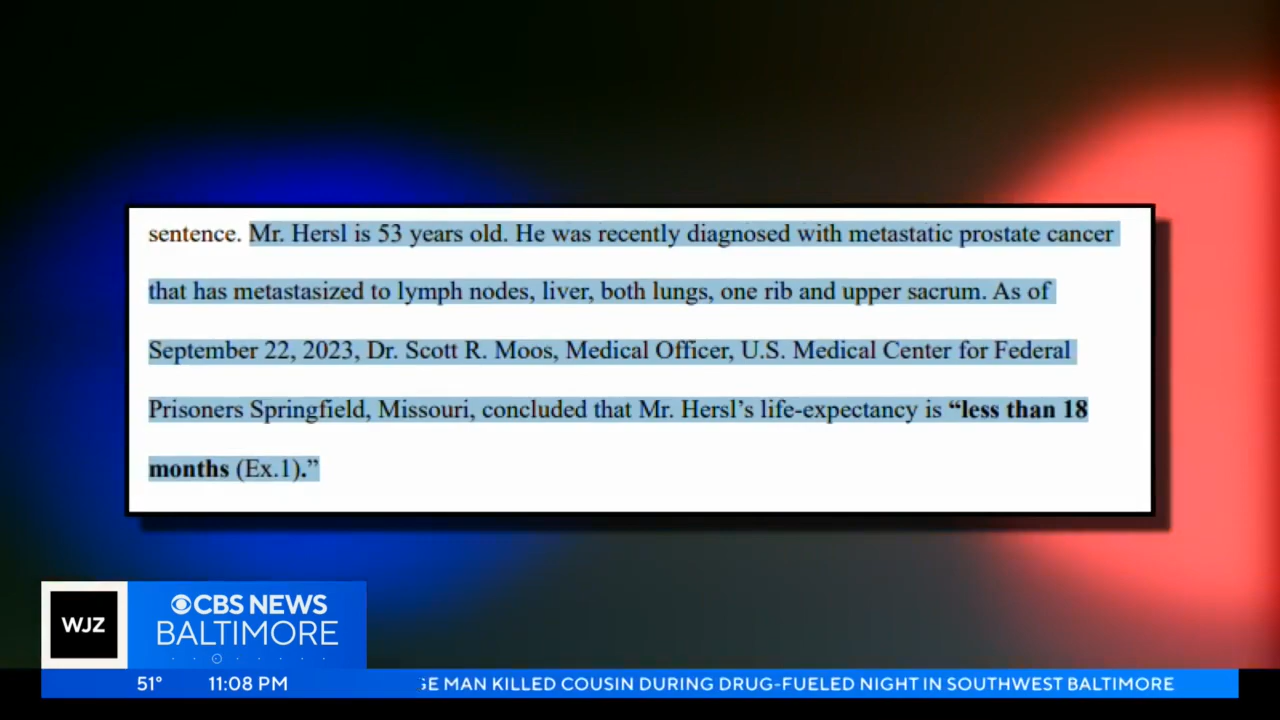 sentence. Mr. Hersl is 53 years old. He was recently diagnosed with metastatic prostate cancer
that has metastasized to lymph nodes, liver, both lungs, one rib and upper sacrum. As of
September 22, 2023, Dr. Scott R. Moos, Medical Officer, U.S. Medical Center for Federal
Prisoners Springfield, Missouri, concluded that Mr. Hersl’s life-expectancy is “less than 18
months (Ex.1).”
WJZ
CBS NEWS
BALTIMORE
51° 11:08 PM MAN KILLED COUSIN DURING DRUG-FUELED NIGHT IN SOUTHWEST BALTIMORE